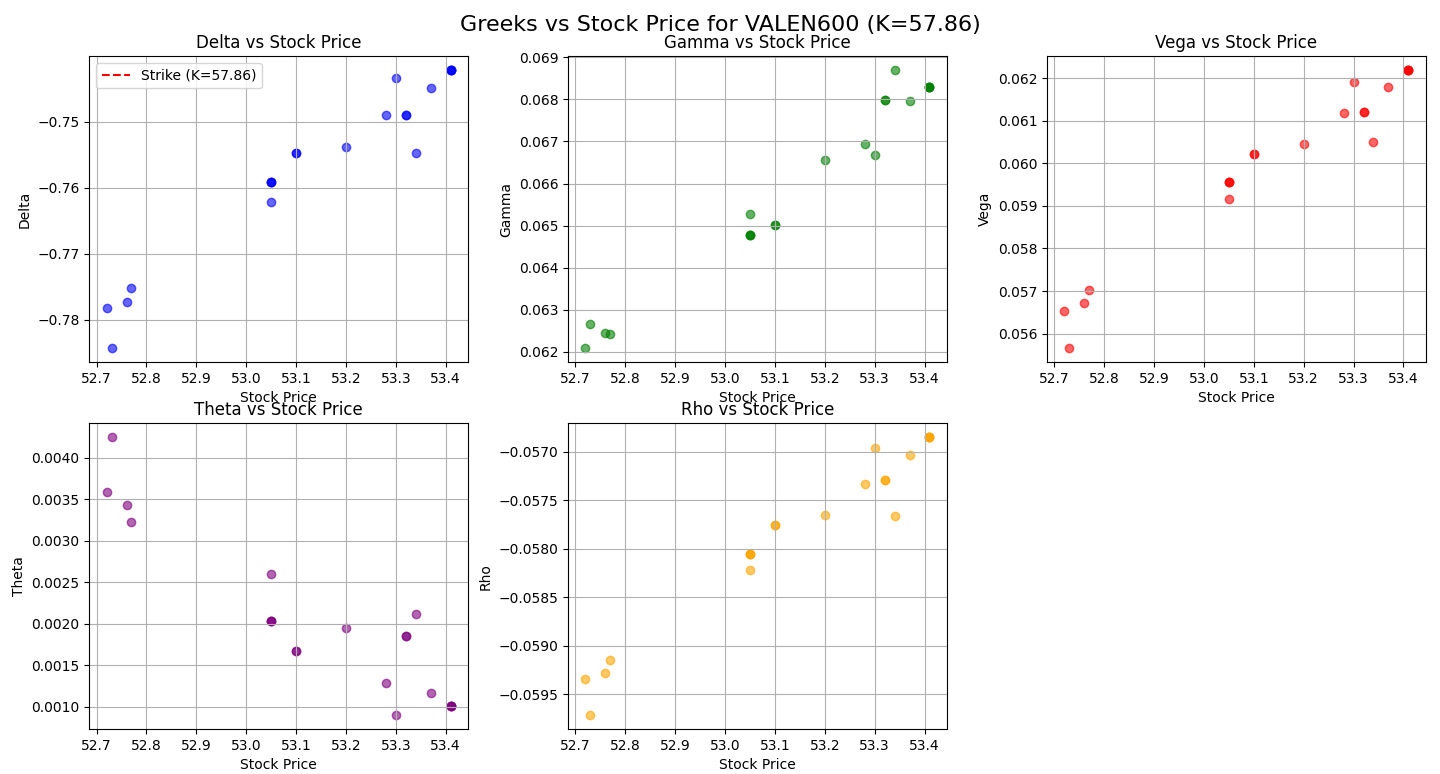 Greeks vs Stock Price for VALEN600 (K=57.86)
Delta vs Stock Price
Strike (K=57.86)
Delta
−0.75
−0.76
−0.77
−0.78
52.7 52.8 52.9 53.0 53.1 53.2 53.3 53.4
Stock Price
Gamma vs Stock Price
Gamma
0.069
0.068
0.067
0.066
0.065
0.064
0.063
0.062
52.7 52.8 52.9 53.0 53.1 53.2 53.3 53.4
Stock Price
Vega vs Stock Price
Vega
0.062
0.061
0.060
0.059
0.058
0.057
0.056
52.7 52.8 52.9 53.0 53.1 53.2 53.3 53.4
Stock Price
Theta vs Stock Price
Theta
0.0040
0.0035
0.0030
0.0025
0.0020
0.0015
0.0010
52.7 52.8 52.9 53.0 53.1 53.2 53.3 53.4
Stock Price
Rho vs Stock Price
Rho
−0.0570
−0.0575
−0.0580
−0.0585
−0.0590
−0.0595
52.7 52.8 52.9 53.0 53.1 53.2 53.3 53.4
Stock Price